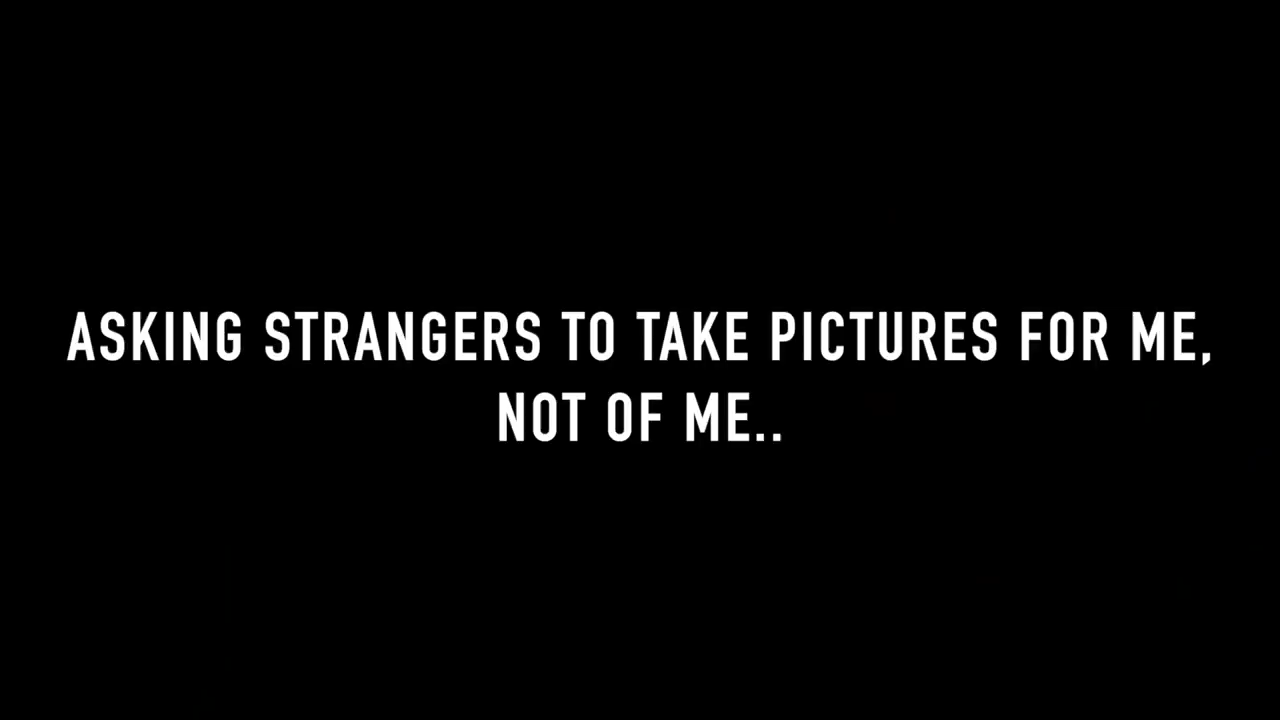 ASKING STRANGERS TO TAKE PICTURES FOR ME,
NOT OF ME..